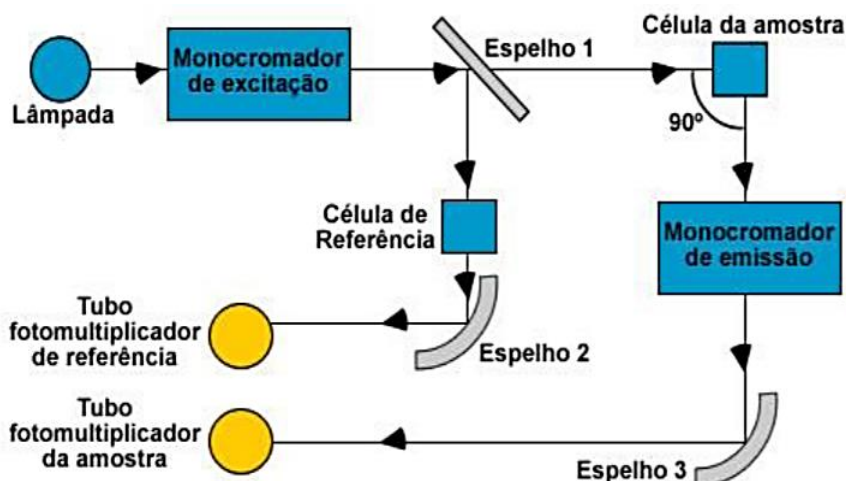 Lâmpada
Monocromador
de excitação
Espelho 1
Célula da amostra
90º
Célula de
Referência
Monocromador
de emissão
Tubo
fotomultiplicador
de referência
Espelho 2
Tubo
fotomultiplicador
da amostra
Espelho 3